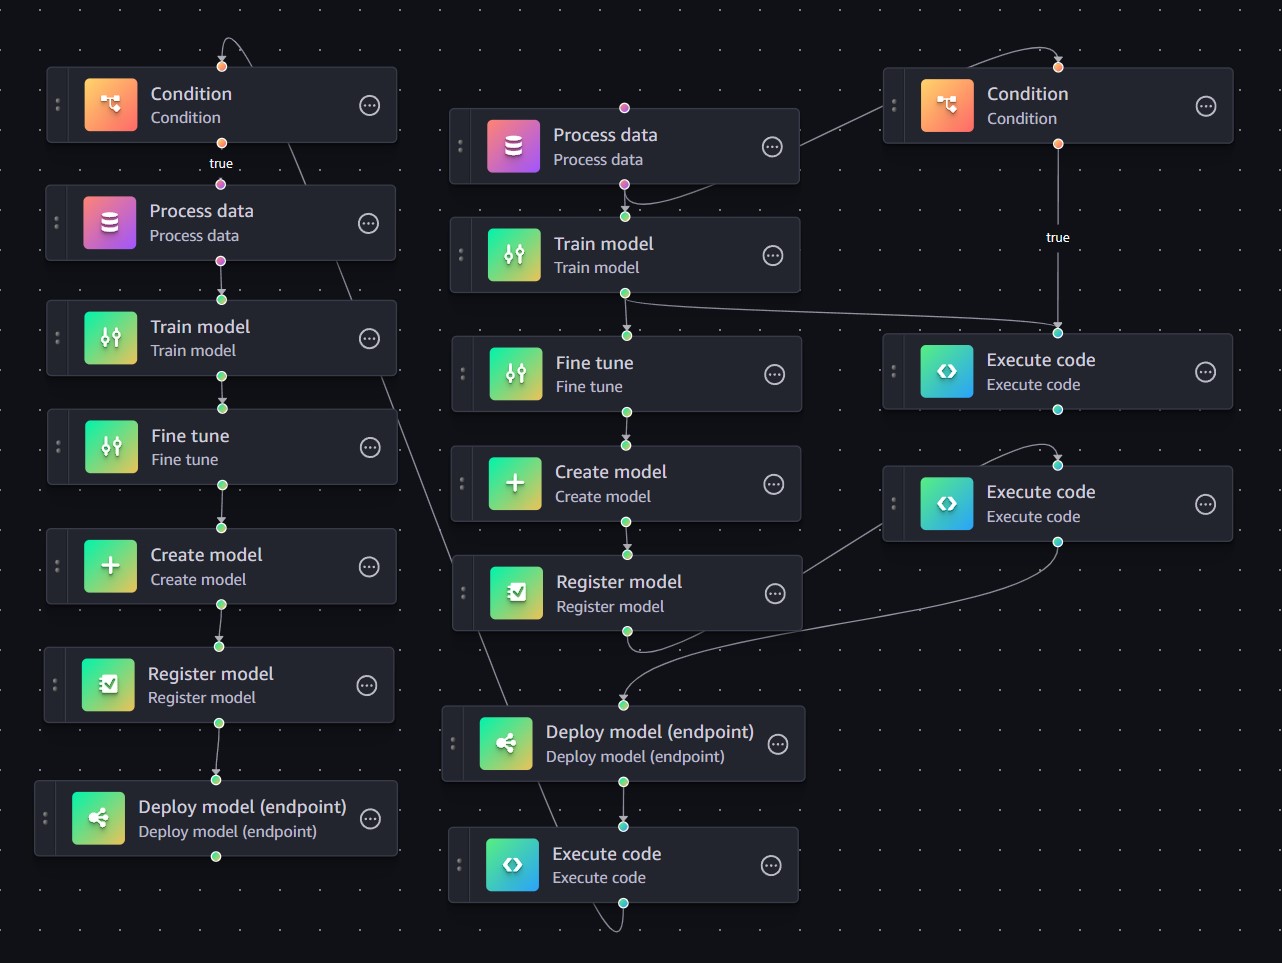 Condition
Condition
true
Process data
Process data
Train model
Train model
Fine tune
Fine tune
Create model
Create model
Register model
Register model
Deploy model (endpoint)
Deploy model (endpoint)
Process data
Process data
Train model
Train model
Fine tune
Fine tune
Create model
Create model
Register model
Register model
Deploy model (endpoint)
Deploy model (endpoint)
Execute code
Execute code
Condition
Condition
true
Execute code
Execute code
Execute code
Execute code